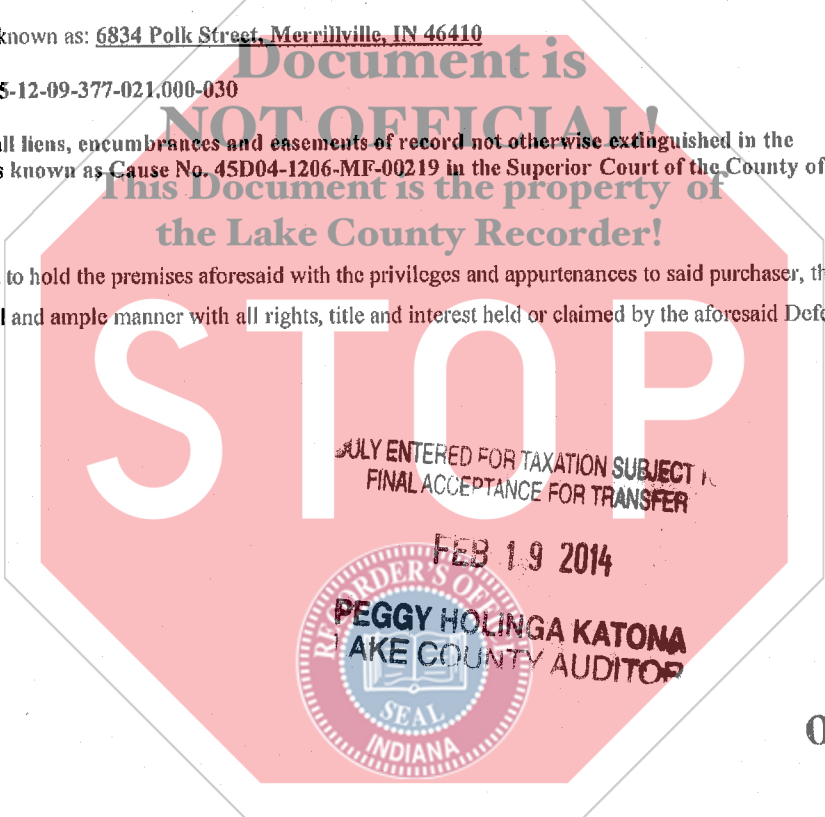 known as: 6834 Polk Street, Merrillville, IN 46410
Document is
5-12-09-377-021.000-030
NOT OFFICIAL!
all liens, encumbrances and easements of record not otherwise extinguished in the
s known as Cause No. 45D04-1206-MF-00219 in the Superior Court of the County of
This Document is the property of
the Lake County Recorder!
to hold the premises aforesaid with the privileges and appurtenances to said purchaser, th
l and ample manner with all rights, title and interest held or claimed by the aforesaid Defe
STOP
DULY ENTERED FOR TAXATION SUBJECT
FINAL ACCEPTANCE FOR TRANSFER
FEB 19 2014
RECORDER'S OFFICE
PEGGY HOLINGA KATONA
LAKE COUNTY AUDITOR
SEAL
INDIANA